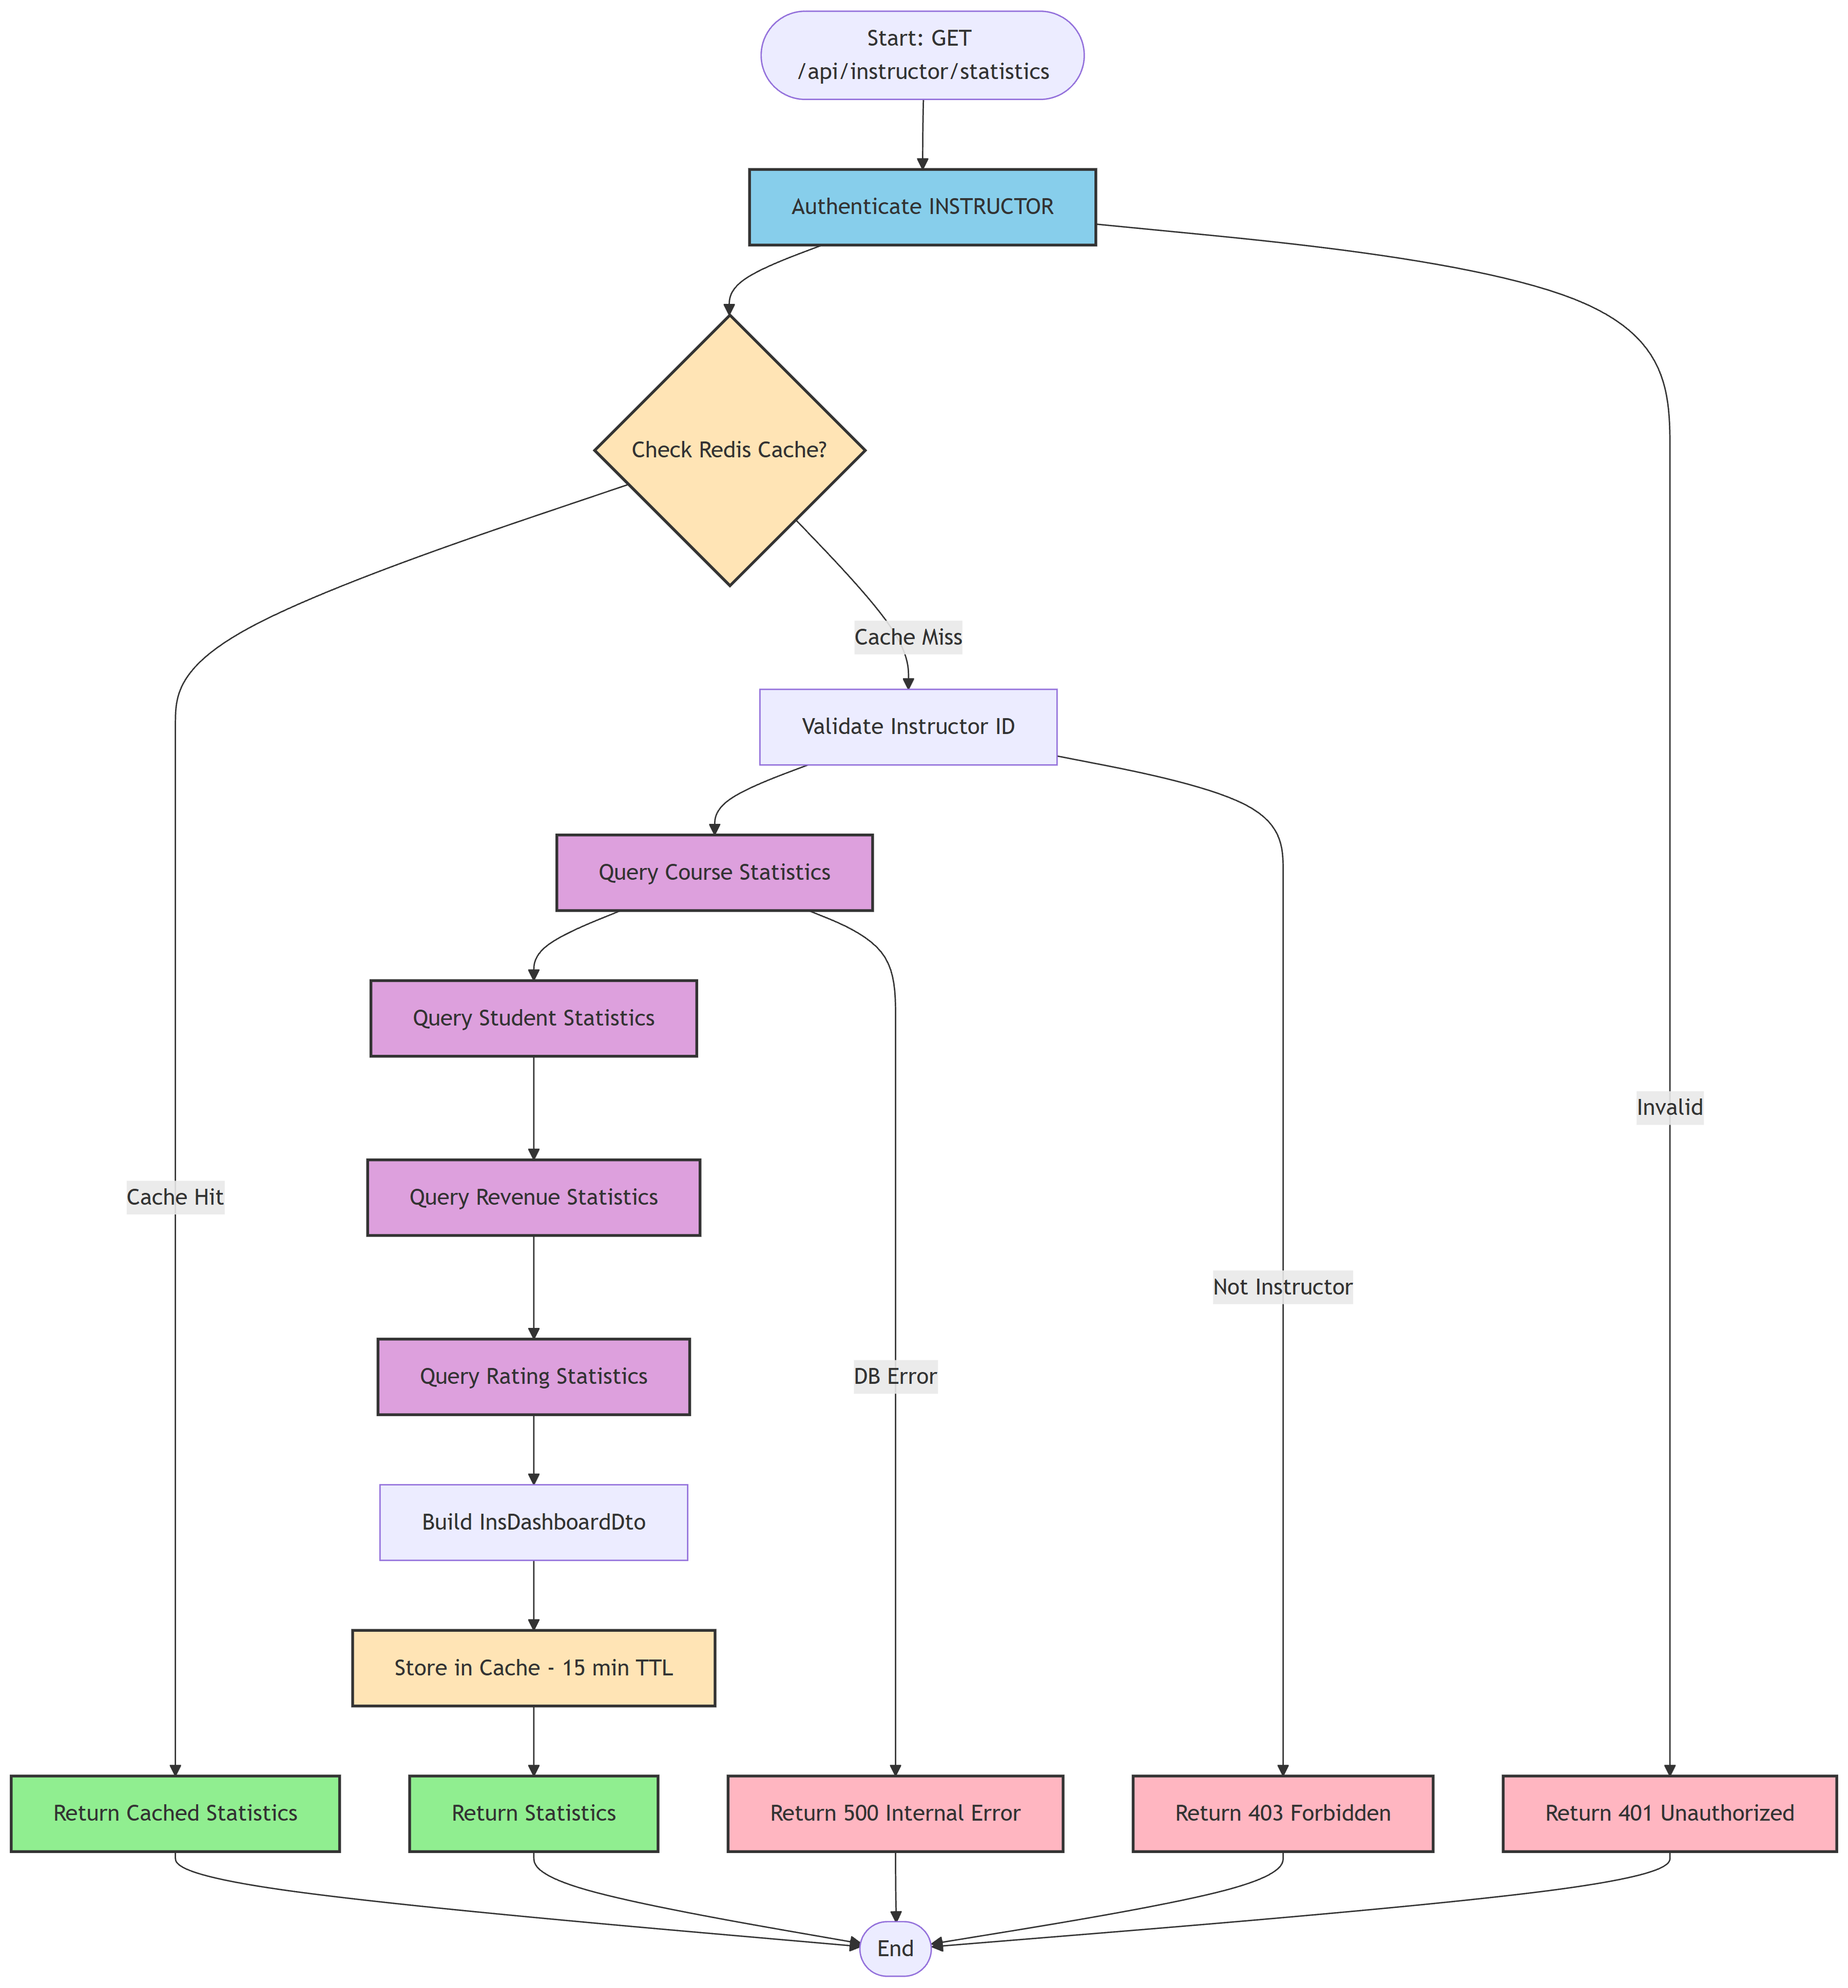 Start: GET
/api/instructor/statistics
Authenticate INSTRUCTOR
Check Redis Cache?
Cache Miss
Validate Instructor ID
Query Course Statistics
Query Student Statistics
Invalid
Query Revenue Statistics
Cache Hit
Not Instructor
Query Rating Statistics
DB Error
Build InsDashboardDto
Store in Cache - 15 min TTL
Return Cached Statistics
Return Statistics
Return 500 Internal Error
Return 403 Forbidden
Return 401 Unauthorized
End